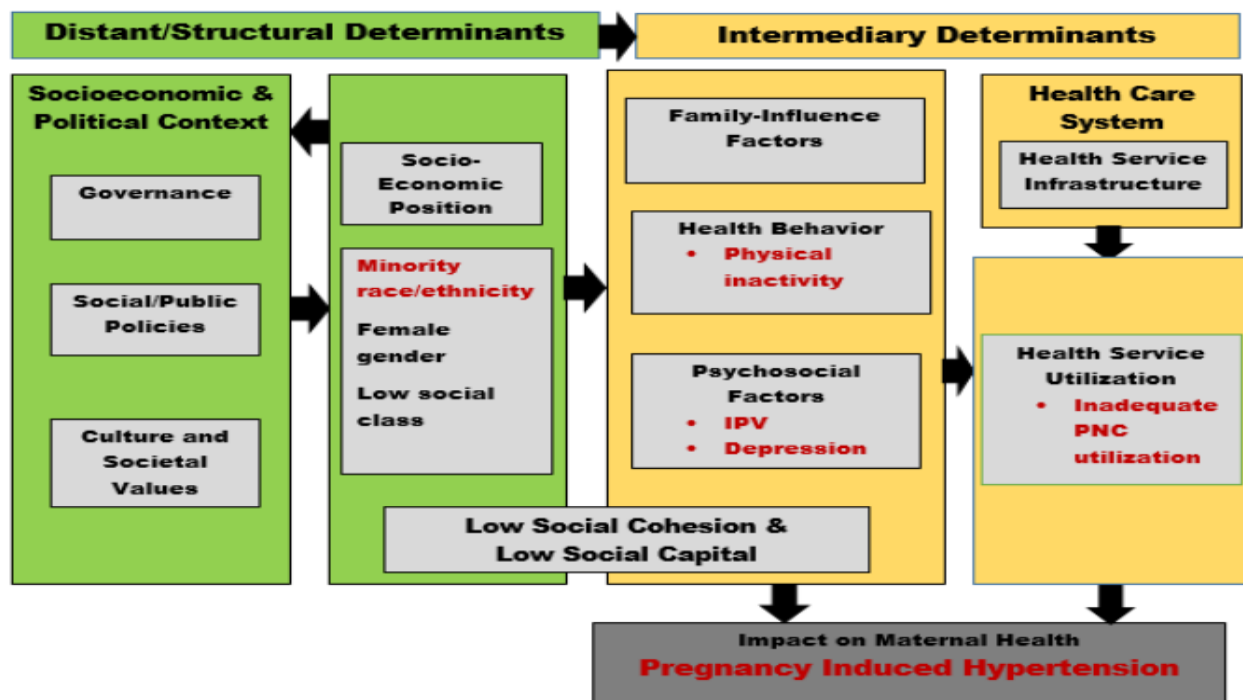 Distant/Structural Determinants
Intermediary Determinants
Socioeconomic &
Political Context
Governance
Social/Public
Policies
Culture and
Societal
Values
Socio-
Economic
Position
Minority
race/ethnicity
Female
gender
Low social
class
Family-Influence
Factors
Health Behavior
• Physical
inactivity
Psychosocial
Factors
• IPV
• Depression
Low Social Cohesion &
Low Social Capital
Health Care
System
Health Service
Infrastructure
Health Service
Utilization
• Inadequate
PNC
utilization
Impact on Maternal Health
Pregnancy Induced Hypertension